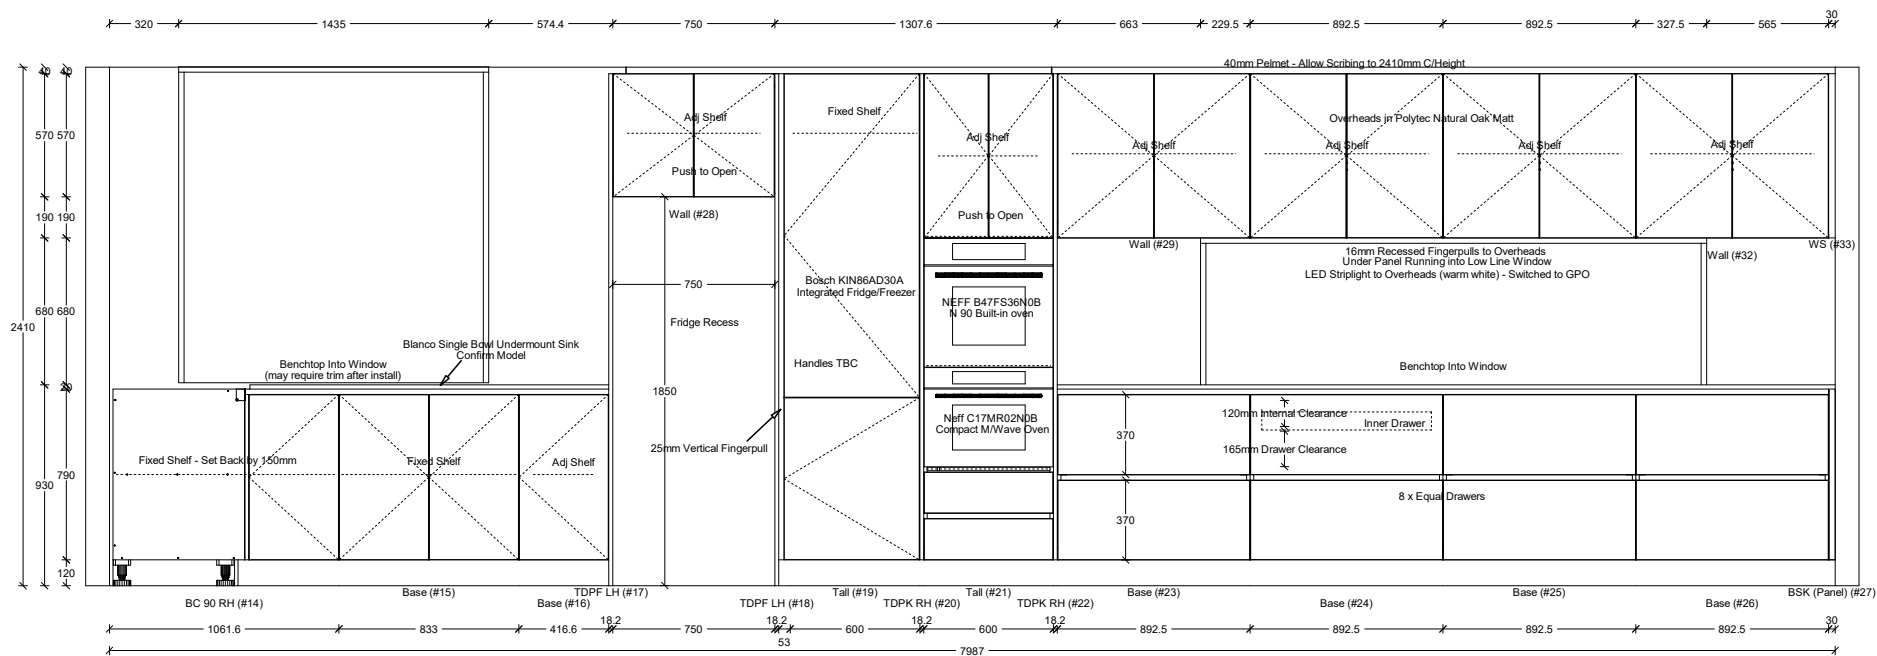 320 1435 574.4 750 1307.6 663 229.5 892.5 892.5 327.5 565 30
40mm Pelmet - Allow Scribing to 2410mm C/Height
40 40
570 570
190 190
680 680
2410
20
930
790
120
Adj Shelf
Push to Open
Wall (#28)
750
Fridge Recess
1850
Fixed Shelf
Bosch KIN86AD30A
Integrated Fridge/Freezer
Handles TBC
25mm Vertical Fingerpull
Adj Shelf
Push to Open
NEFF B47FS36N0B
N 90 Built-in oven
Neff C17MR02N0B
Compact M/Wave Oven
Overheads in Polytec Natural Oak Matt
Adj Shelf Adj Shelf Adj Shelf Adj Shelf
Wall (#29)
16mm Recessed Fingerpulls to Overheads
Under Panel Running into Low Line Window
LED Striplight to Overheads (warm white) - Switched to GPO
WS (#33)
Wall (#32)
Benchtop Into Window
Blanco Single Bowl Undermount Sink
Confirm Model
Benchtop Into Window
(may require trim after install)
Fixed Shelf - Set Back by 150mm
Fixed Shelf
Adj Shelf
370
370
120mm Internal Clearance
Inner Drawer
165mm Drawer Clearance
8 x Equal Drawers
BC 90 RH (#14)
Base (#15)
Base (#16)
TDPF LH (#17)
TDPF LH (#18)
Tall (#19)
TDPK RH (#20)
Tall (#21)
TDPK RH (#22)
Base (#23)
Base (#24)
Base (#25)
Base (#26)
BSK (Panel) (#27)
1061.6 833 416.6 18.2 750 18.2 53 600 18.2 600 18.2 892.5 892.5 892.5 892.5 30
7987